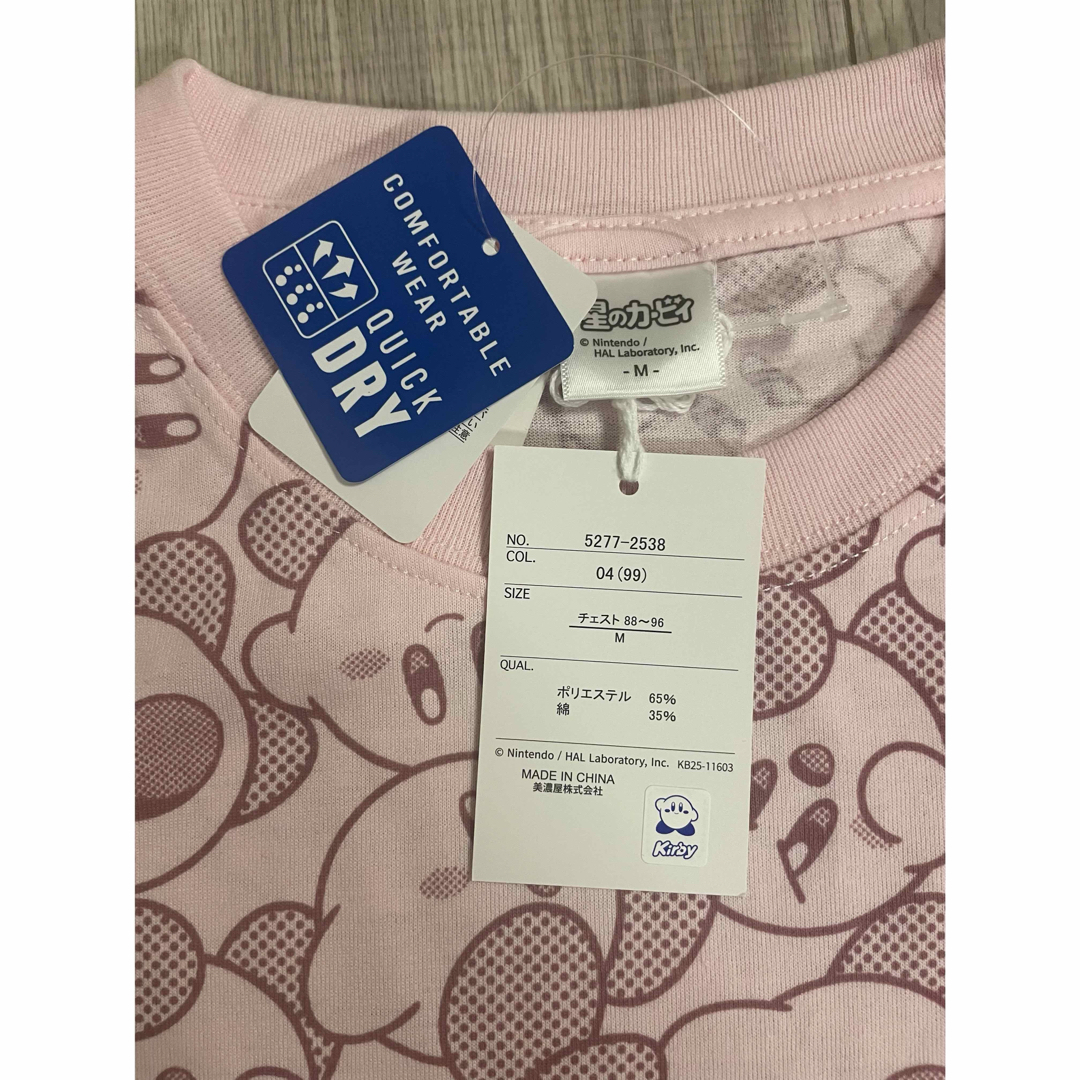 COMFORTABLE
WEAR
QUICK
DRY
星のカービィ
© Nintendo /
HAL Laboratory, Inc.
- M -
NO. 5277-2538
COL. 04(99)
SIZE
チェスト 88〜96
M
QUAL.
ポリエステル 65%
綿 35%
© Nintendo / HAL Laboratory, Inc. KB25-11603
MADE IN CHINA
美濃屋株式会社
Kirby